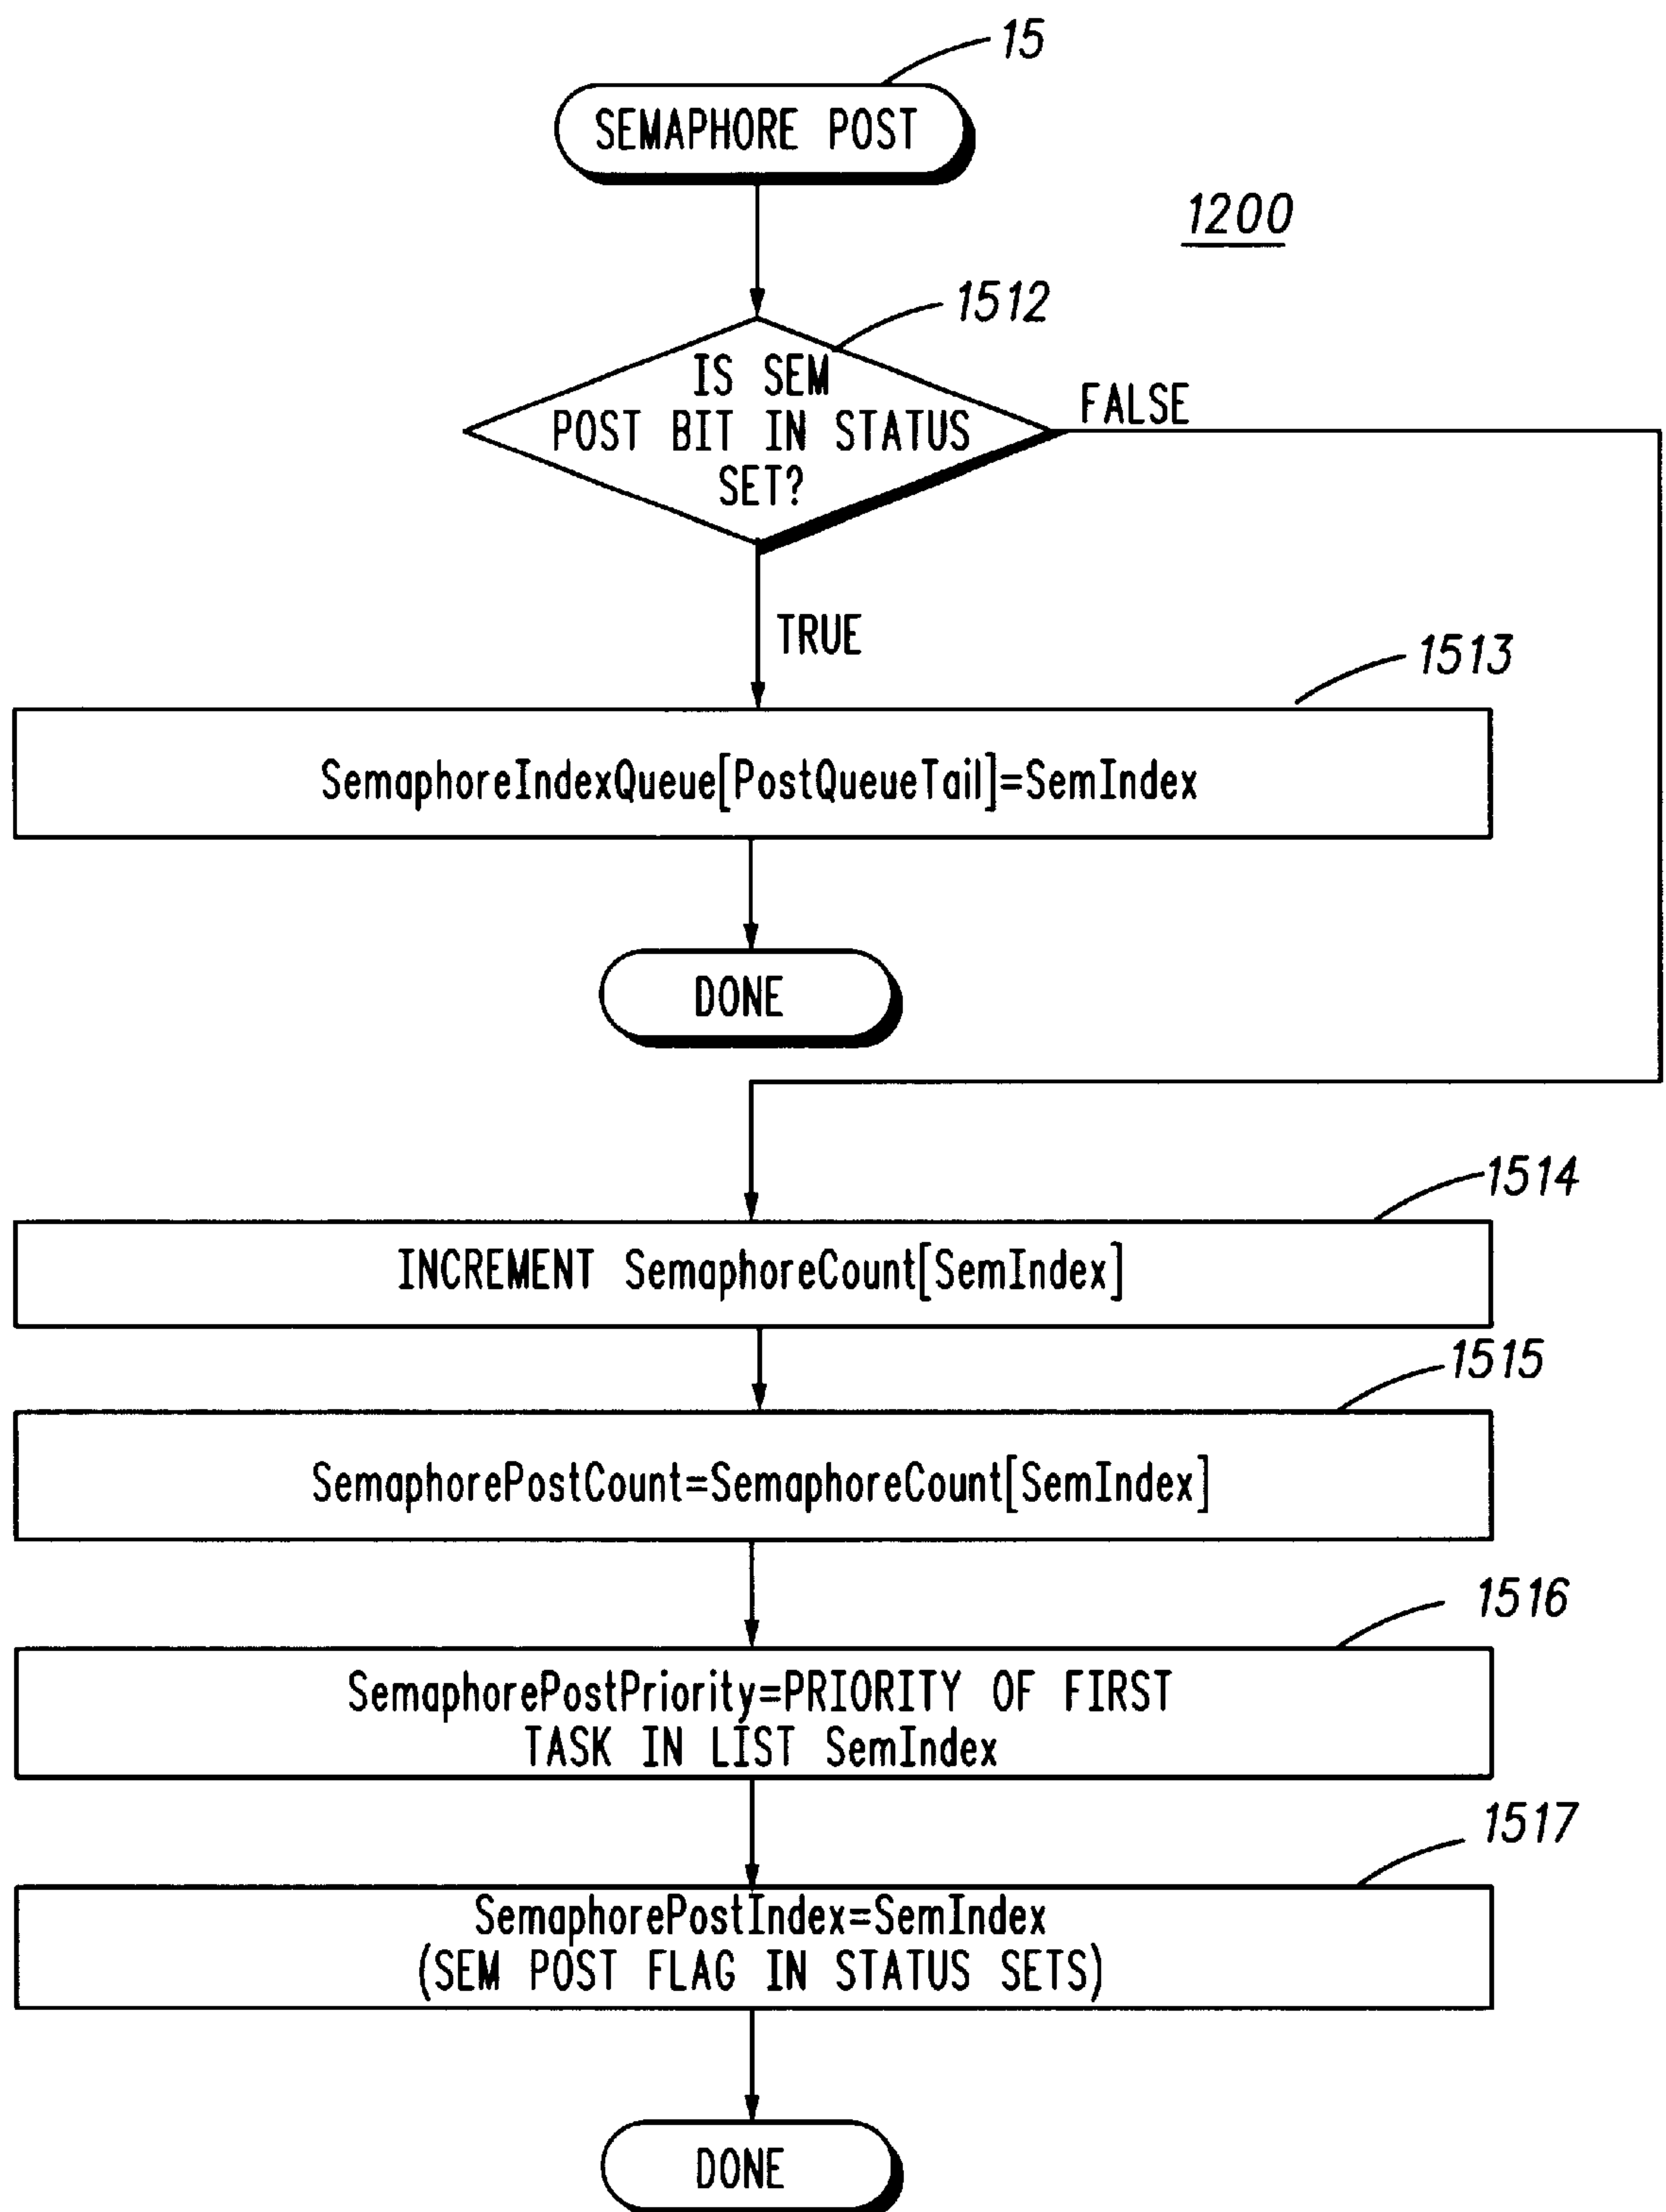 15
SEMAPHORE POST
1200
1512
IS SEM
POST BIT IN STATUS
SET?
FALSE
TRUE
1513
SemaphoreIndexQueue[PostQueueTail]=SemIndex
DONE
1514
INCREMENT SemaphoreCount[SemIndex]
1515
SemaphorePostCount=SemaphoreCount[SemIndex]
1516
SemaphorePostPriority=PRIORITY OF FIRST
TASK IN LIST SemIndex
1517
SemaphorePostIndex=SemIndex
(SEM POST FLAG IN STATUS SETS)
DONE